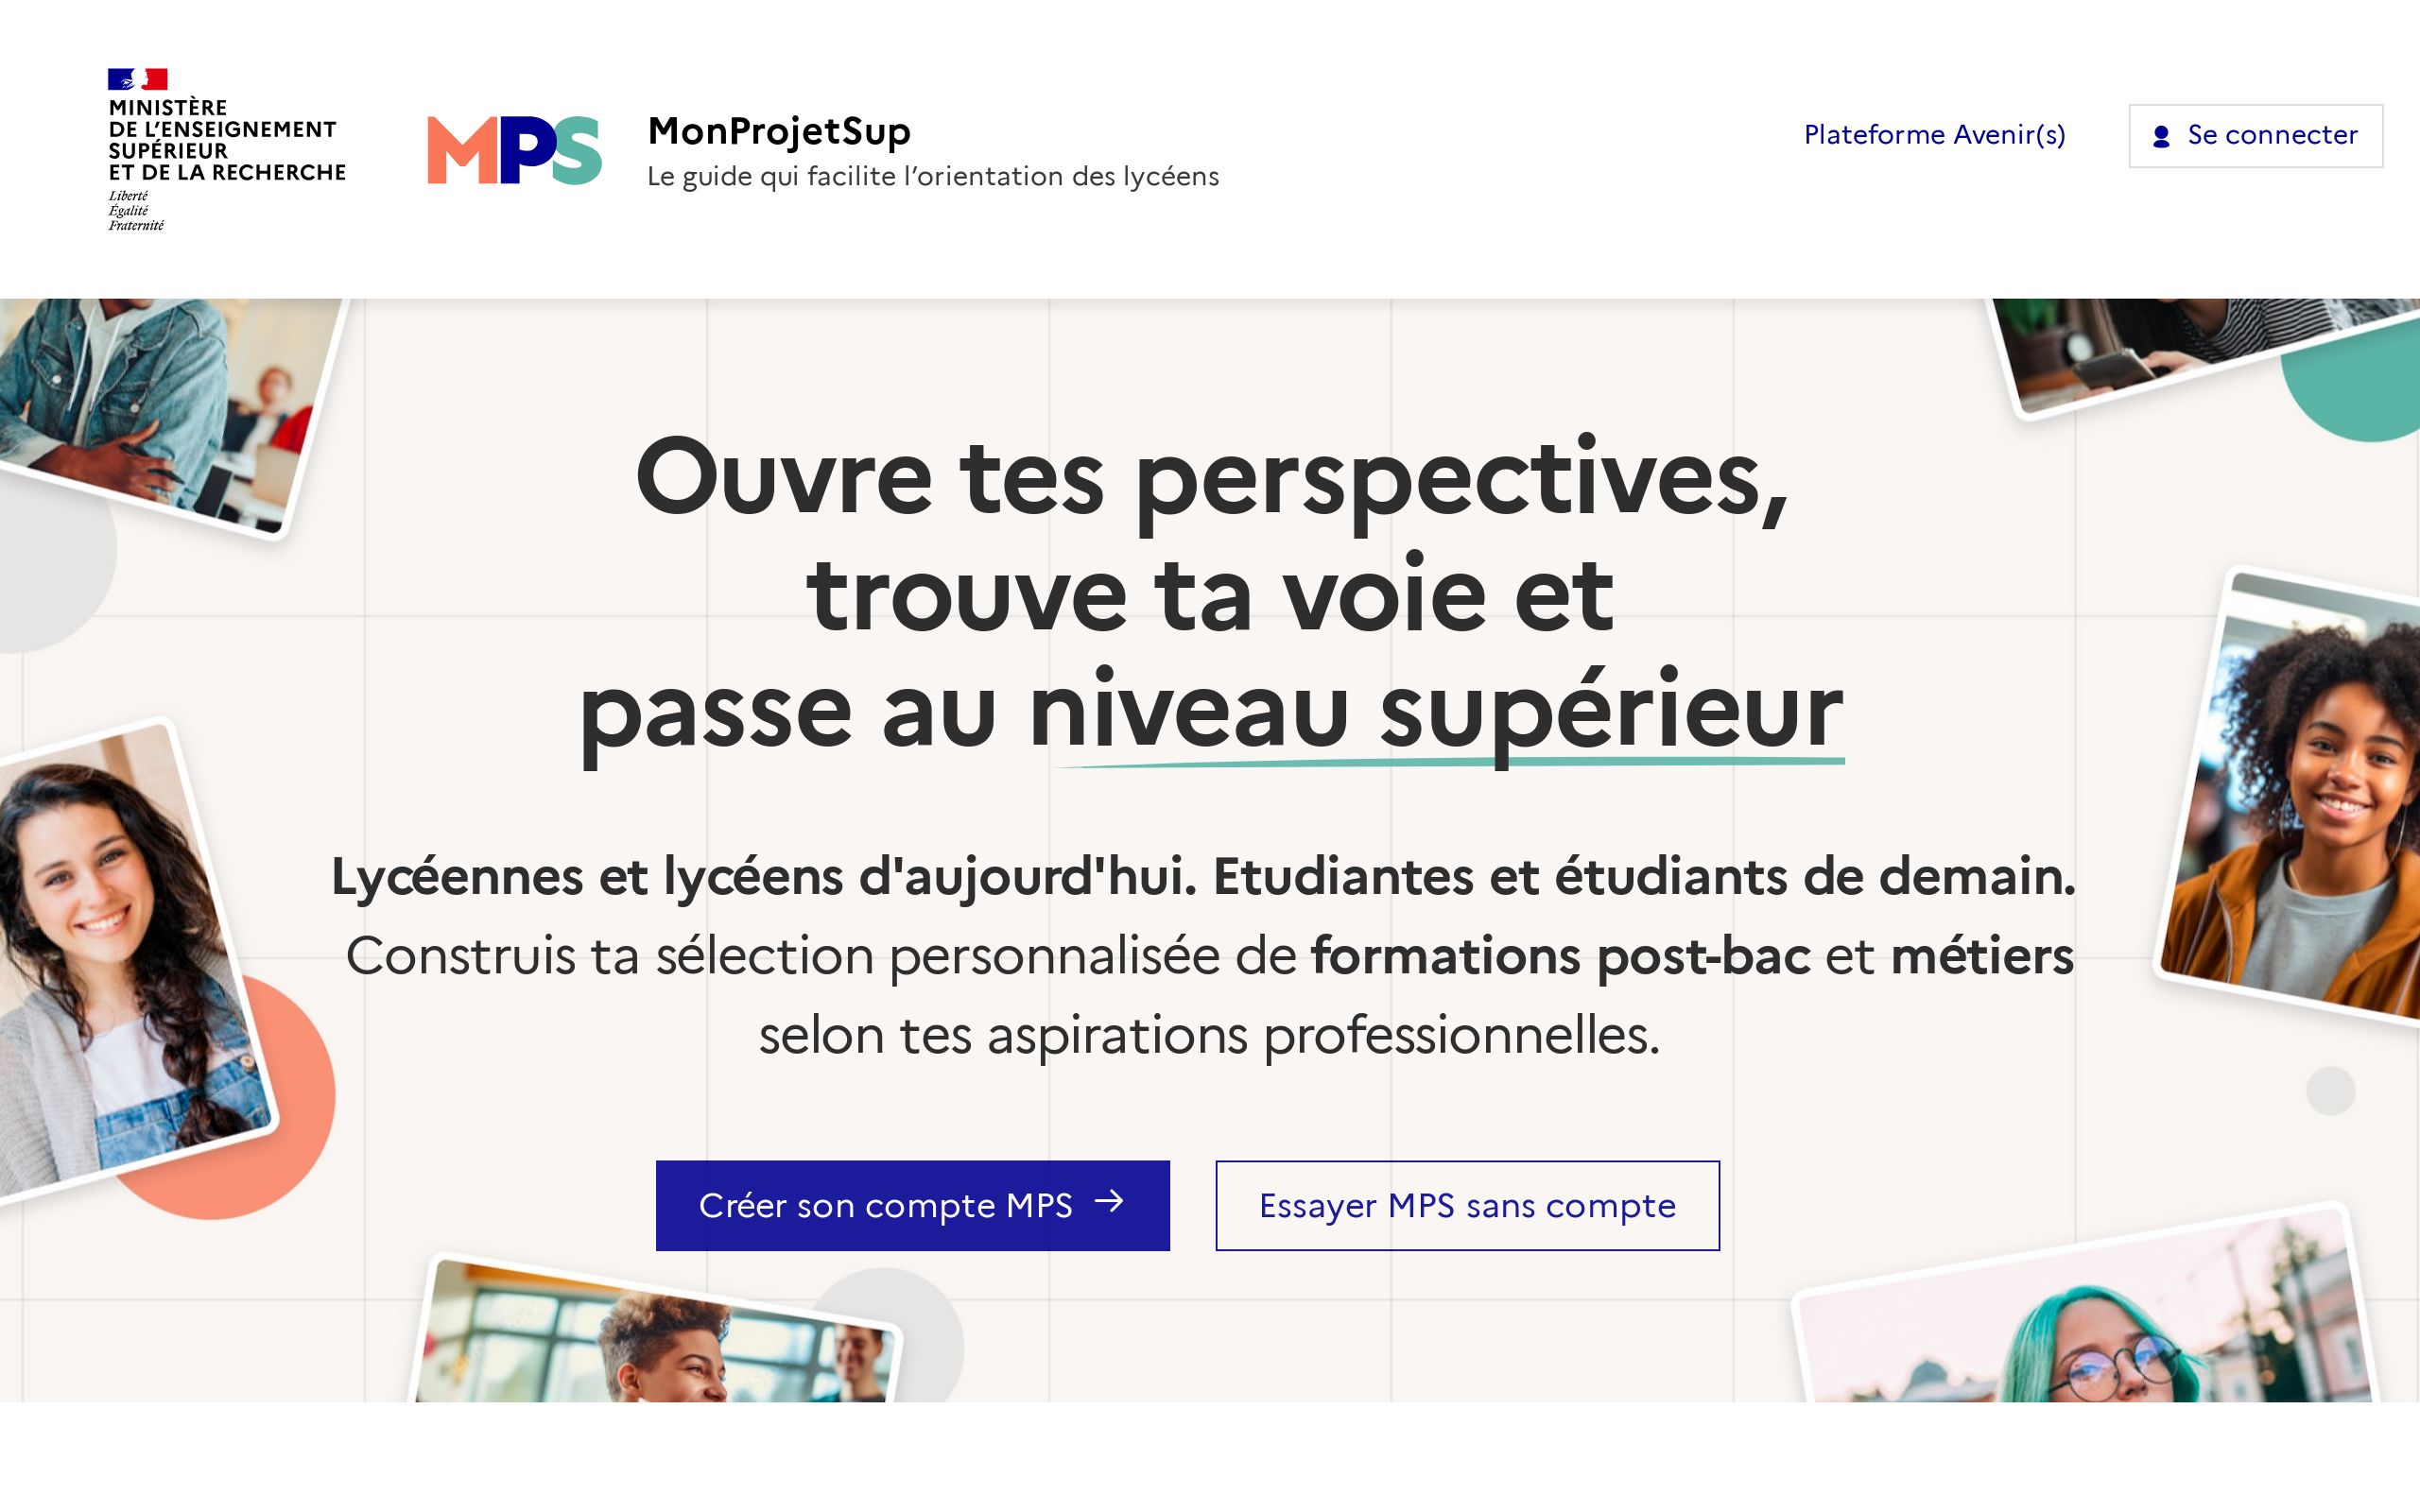 MINISTÈRE
DE L'ENSEIGNEMENT
SUPÉRIEUR
ET DE LA RECHERCHE
Liberté
Égalité
Fraternité
MPS
MonProjetSup
Le guide qui facilite l’orientation des lycéens
Plateforme Avenir(s)
Se connecter
Ouvre tes perspectives,
trouve ta voie et
passe au niveau supérieur
Lycéennes et lycéens d'aujourd'hui. Etudiantes et étudiants de demain.
Construis ta sélection personnalisée de formations post-bac et métiers
selon tes aspirations professionnelles.
Créer son compte MPS →
Essayer MPS sans compte